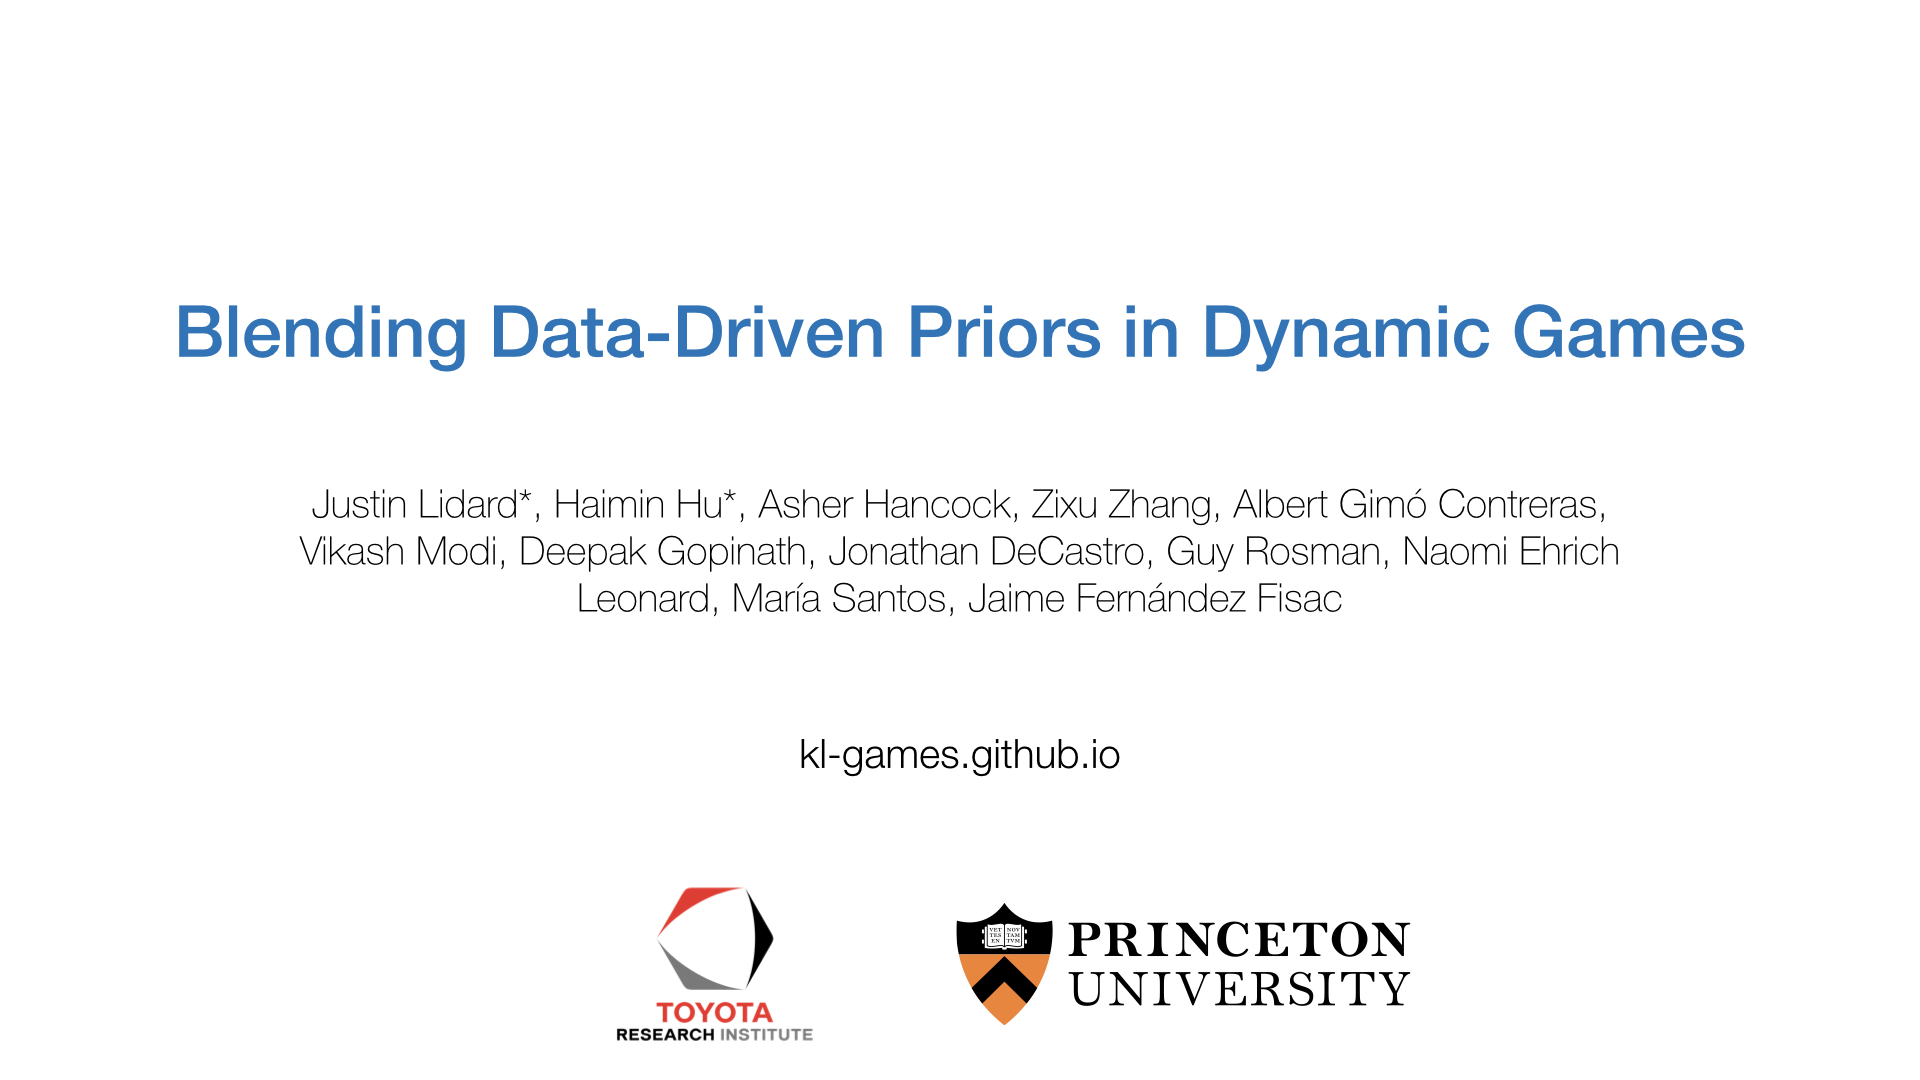 Blending Data-Driven Priors in Dynamic Games
Justin Lidard*, Haimin Hu*, Asher Hancock, Zixu Zhang, Albert Gimó Contreras,
Vikash Modi, Deepak Gopinath, Jonathan DeCastro, Guy Rosman, Naomi Ehrich
Leonard, María Santos, Jaime Fernández Fisac
kl-games.github.io
TOYOTA
RESEARCH INSTITUTE
VET NOV
TES TAM
EN TVM
PRINCETON
UNIVERSITY